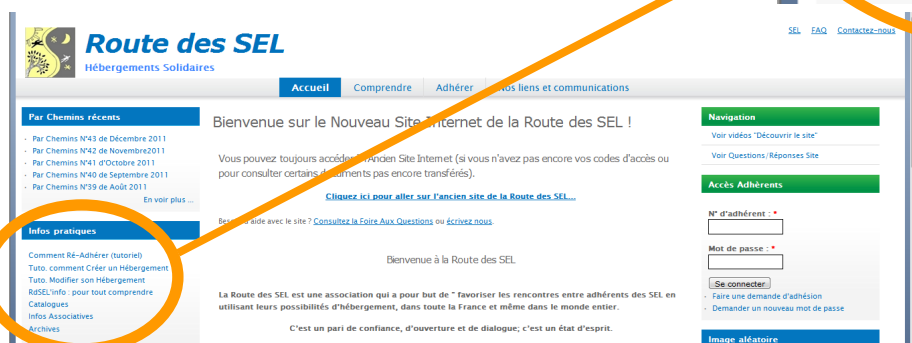 SEL FAQ Contactez-nous
Route des SEL
Hébergements Solidaires
Accueil Comprendre Adhérer Nos liens et communications
Par Chemins récents
Par Chemins N°43 de Décembre 2011
Par Chemins N°42 de Novembre2011
Par Chemins N°41 d'Octobre 2011
Par Chemins N°40 de Septembre 2011
Par Chemins N°39 de Août 2011
En voir plus ...
Infos pratiques
Comment Ré-Adhérer (tutoriel)
Tuto. comment Créer un Hébergement
Tuto. Modifier son Hébergement
RdSEL'info : pour tout comprendre
Catalogues
Infos Associatives
Archives
Bienvenue sur le Nouveau Site Internet de la Route des SEL !
Vous pouvez toujours accéder à l'Ancien Site Internet (si vous n'avez pas encore vos codes d'accès ou
pour consulter certains documents pas encore transférés).
Cliquez ici pour aller sur l'ancien site de la Route des SEL...
Besoin d'aide avec le site ? Consultez la Foire Aux Questions ou écrivez nous.
Bienvenue à la Route des SEL
La Route des SEL est une association qui a pour but de " favoriser les rencontres entre adhérents des SEL en
utilisant leurs possibilités d'hébergement, dans toute la France et même dans le monde entier.
C'est un pari de confiance, d'ouverture et de dialogue; c'est un état d'esprit.
Navigation
Voir vidéos "Découvrir le site"
Voir Questions/Réponses Site
Accès Adhérents
N° d'adhérent : *
Mot de passe : *
Se connecter
Faire une demande d'adhésion
Demander un nouveau mot de passe
Image aléatoire